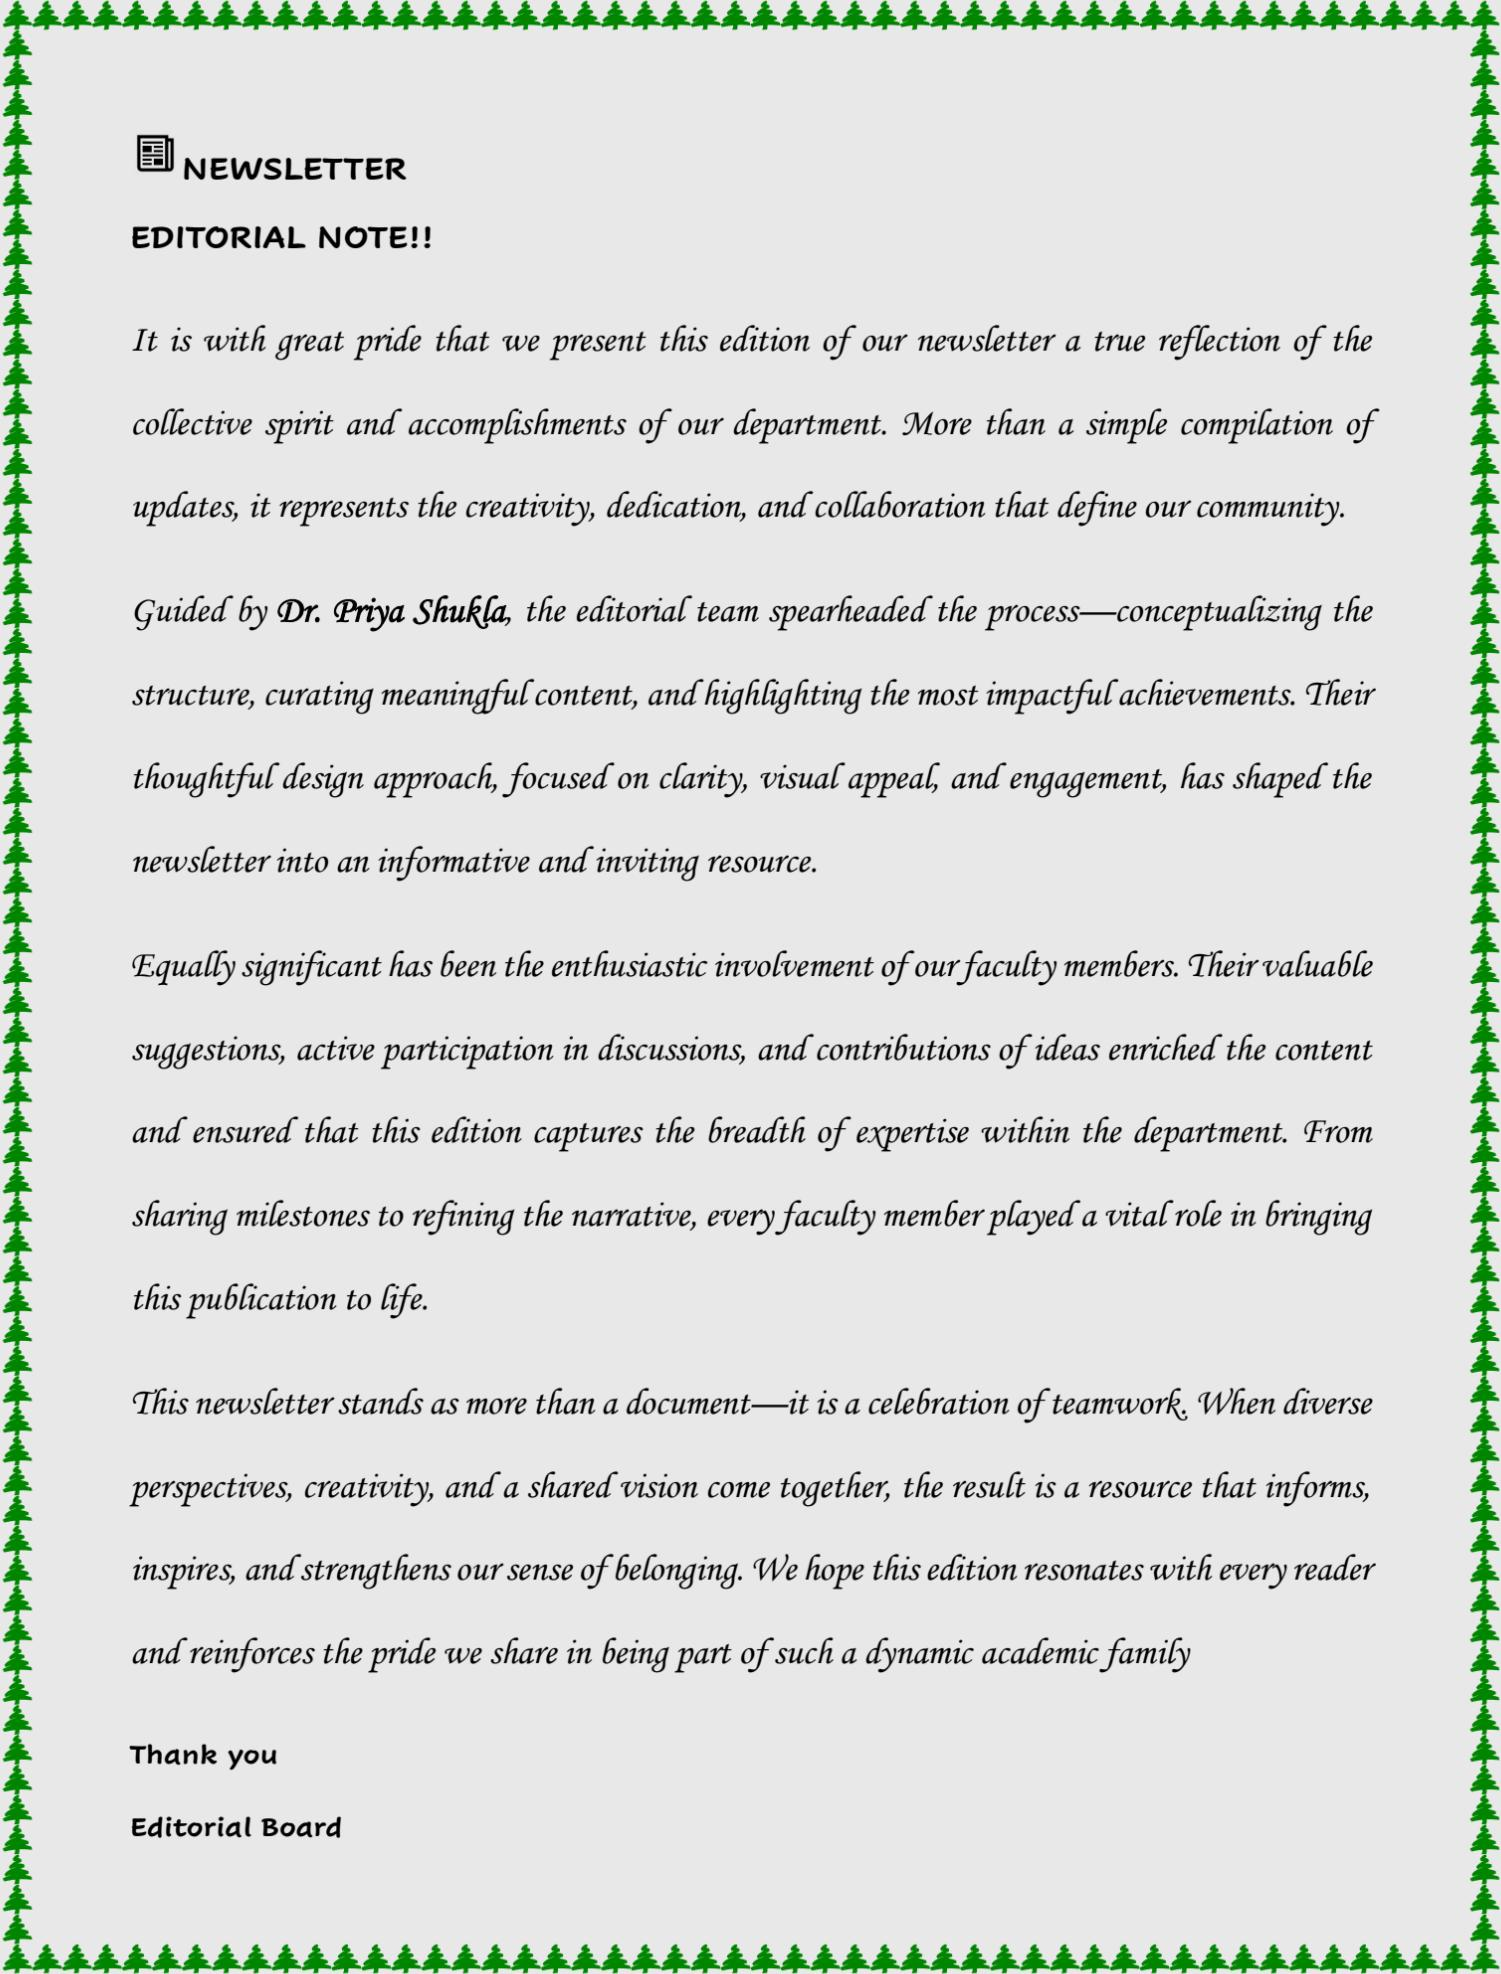 NEWSLETTER
EDITORIAL NOTE!!
It is with great pride that we present this edition of our newsletter a true reflection of the
collective spirit and accomplishments of our department. More than a simple compilation of
updates, it represents the creativity, dedication, and collaboration that define our community.
Guided by Dr. Priya Shukla, the editorial team spearheaded the process—conceptualizing the
structure, curating meaningful content, and highlighting the most impactful achievements. Their
thoughtful design approach, focused on clarity, visual appeal, and engagement, has shaped the
newsletter into an informative and inviting resource.
Equally significant has been the enthusiastic involvement of our faculty members. Their valuable
suggestions, active participation in discussions, and contributions of ideas enriched the content
and ensured that this edition captures the breadth of expertise within the department. From
sharing milestones to refining the narrative, every faculty member played a vital role in bringing
this publication to life.
This newsletter stands as more than a document—it is a celebration of teamwork. When diverse
perspectives, creativity, and a shared vision come together, the result is a resource that informs,
inspires, and strengthens our sense of belonging. We hope this edition resonates with every reader
and reinforces the pride we share in being part of such a dynamic academic family
Thank you
Editorial Board